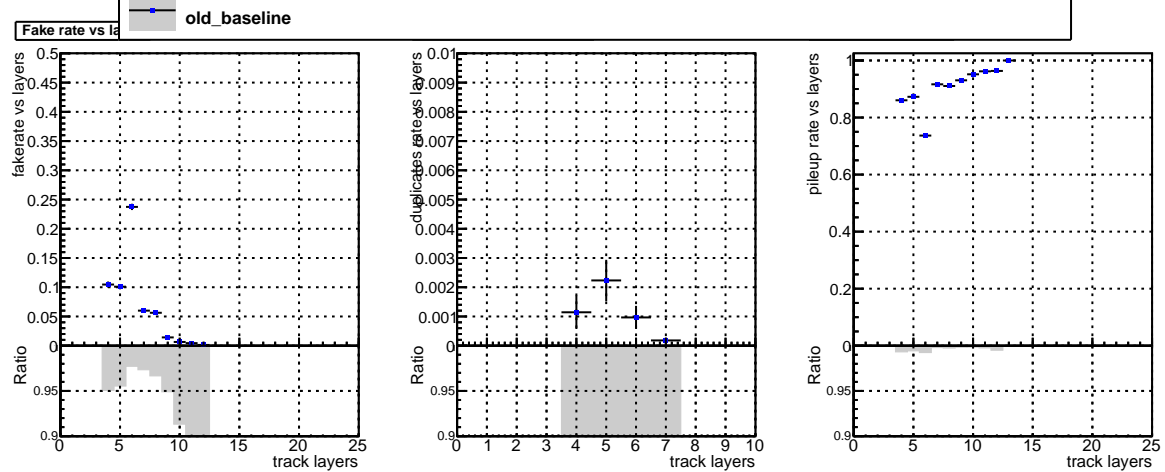 old_baseline
Fake rate vs la
fakerate vs layers
0.5
0.45
0.4
0.35
0.3
0.25
0.2
0.15
0.1
0.05
0
Ratio
0.95
0.9
0 5 10 15 20 25
track layers
duplicates rate vs layers
0.01
0.009
0.008
0.007
0.006
0.005
0.004
0.003
0.002
0.001
0
Ratio
0.95
0.9
0 1 2 3 4 5 6 7 8 9 10
track layers
pileup rate vs layers
1
0.8
0.6
0.4
0.2
0
Ratio
0.95
0.9
0 5 10 15 20 25
track layers